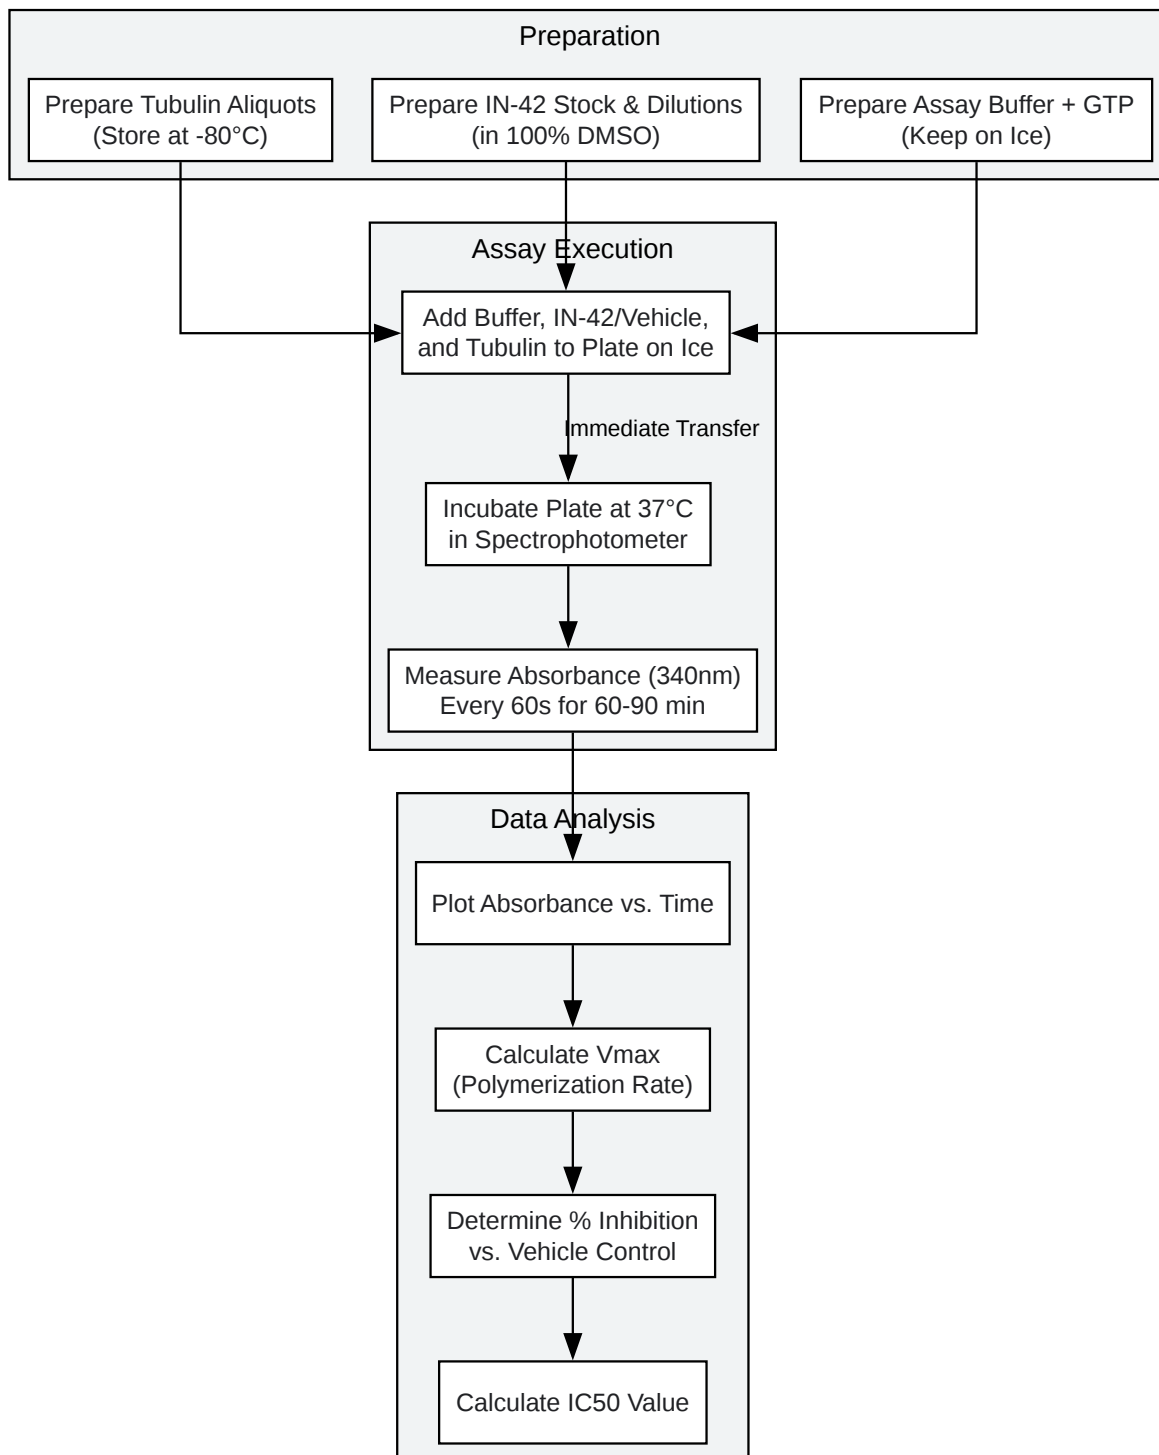 Preparation
Prepare Tubulin Aliquots
(Store at -80°C)
Prepare IN-42 Stock & Dilutions
(in 100% DMSO)
Prepare Assay Buffer + GTP
(Keep on Ice)
Assay Execution
Add Buffer, IN-42/Vehicle,
and Tubulin to Plate on Ice
Immediate Transfer
Incubate Plate at 37°C
in Spectrophotometer
Measure Absorbance (340nm)
Every 60s for 60-90 min
Data Analysis
Plot Absorbance vs. Time
Calculate Vmax
(Polymerization Rate)
Determine % Inhibition
vs. Vehicle Control
Calculate IC50 Value